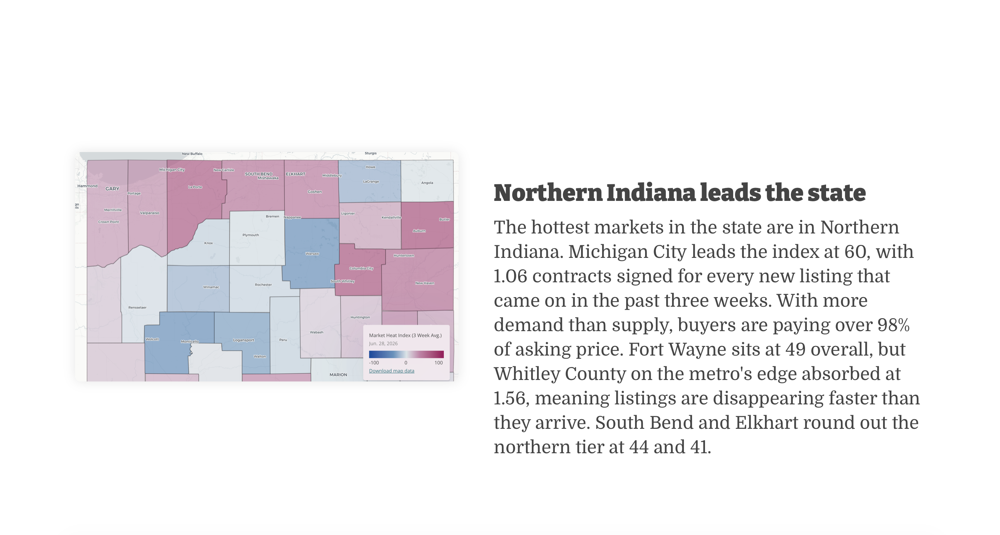 New Buffalo
Sturgis
Michigan City
New Carlisle
SOUTH BEND
Mishawaka
ELKHART
Middlebury
Howe
LaGrange
Angola
Hammond
GARY
Portage
La Porte
Goshen
go
Merrillville
Valparaiso
Crown Point
Bremen
Nappanee
Ligonier
Kendallville
Butler
Auburn
Plymouth
Knox
Warsaw
Huntertown
Columbia City
South Whitley
New Haven
Winamac
Rochester
Rensselaer
Huntington
Wabash
Wolcott
Monticello
Logansport
Peru
Walton
MARION
Market Heat Index (3 Week Avg.)
Jun. 28, 2026
-100 0 100
Download map data
Northern Indiana leads the state
The hottest markets in the state are in Northern
Indiana. Michigan City leads the index at 60, with
1.06 contracts signed for every new listing that
came on in the past three weeks. With more
demand than supply, buyers are paying over 98%
of asking price. Fort Wayne sits at 49 overall, but
Whitley County on the metro's edge absorbed at
1.56, meaning listings are disappearing faster than
they arrive. South Bend and Elkhart round out the
northern tier at 44 and 41.